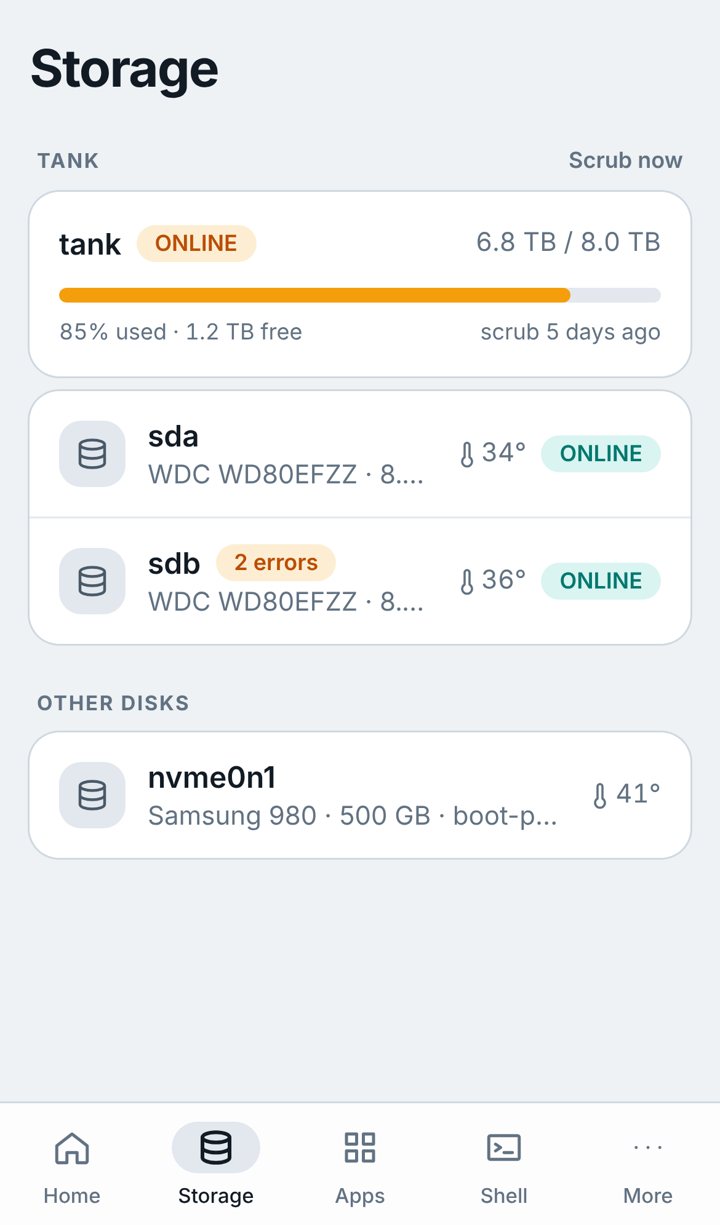 Storage
TANK Scrub now
tank ONLINE 6.8 TB / 8.0 TB
85% used · 1.2 TB free scrub 5 days ago
sda 34° ONLINE
WDC WD80EFZZ · 8....
sdb 2 errors 36° ONLINE
WDC WD80EFZZ · 8....
OTHER DISKS
nvme0n1 41°
Samsung 980 · 500 GB · boot-p...
Home Storage Apps Shell More